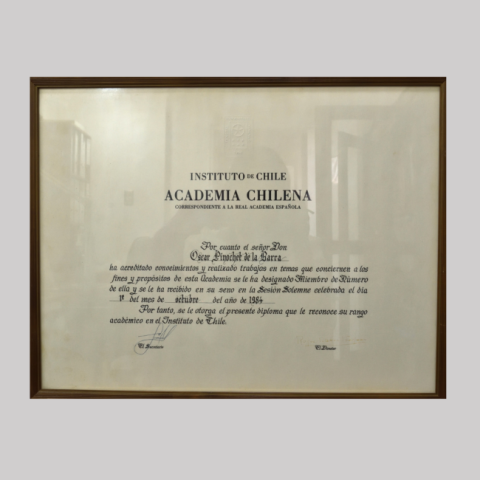 INSTITUTO DE CHILE
ACADEMIA CHILENA
CORRESPONDIENTE A LA REAL ACADEMIA ESPAÑOLA
Por cuanto el señor Don
Oscar Pinochet de la Barra
ha acreditado conocimientos y realizado trabajos en temas que conciernen a los
fines y propósitos de esta Academia se le ha designado Miembro de Número
de ella y se le ha recibido en su seno en la Sesión Solemne celebrada el día
del mes de octubre del año de 1984
Por tanto, se le otorga el presente diploma que le reconoce su rango
académico en el Instituto de Chile.
El Secretario
El Director